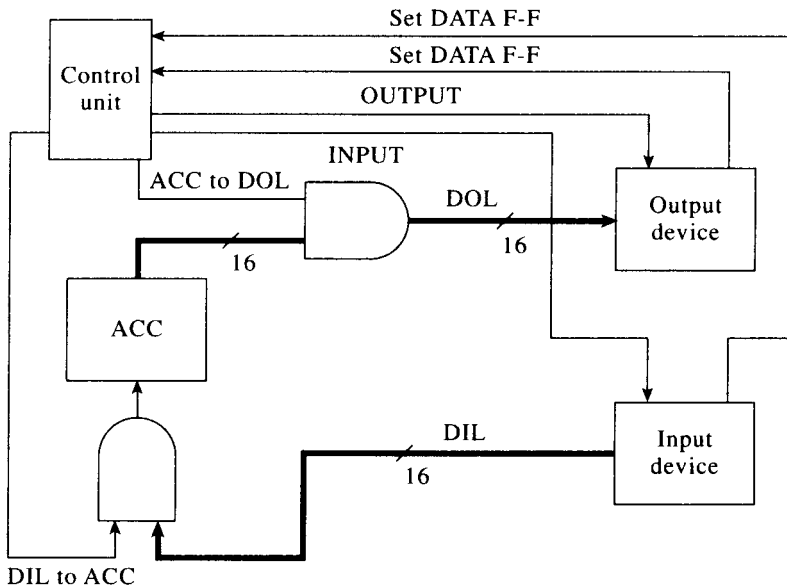 Set DATA F-F
Set DATA F-F
Control
unit
OUTPUT
INPUT
ACC to DOL
DOL
16
16
Output
device
ACC
DIL
16
Input
device
DIL to ACC